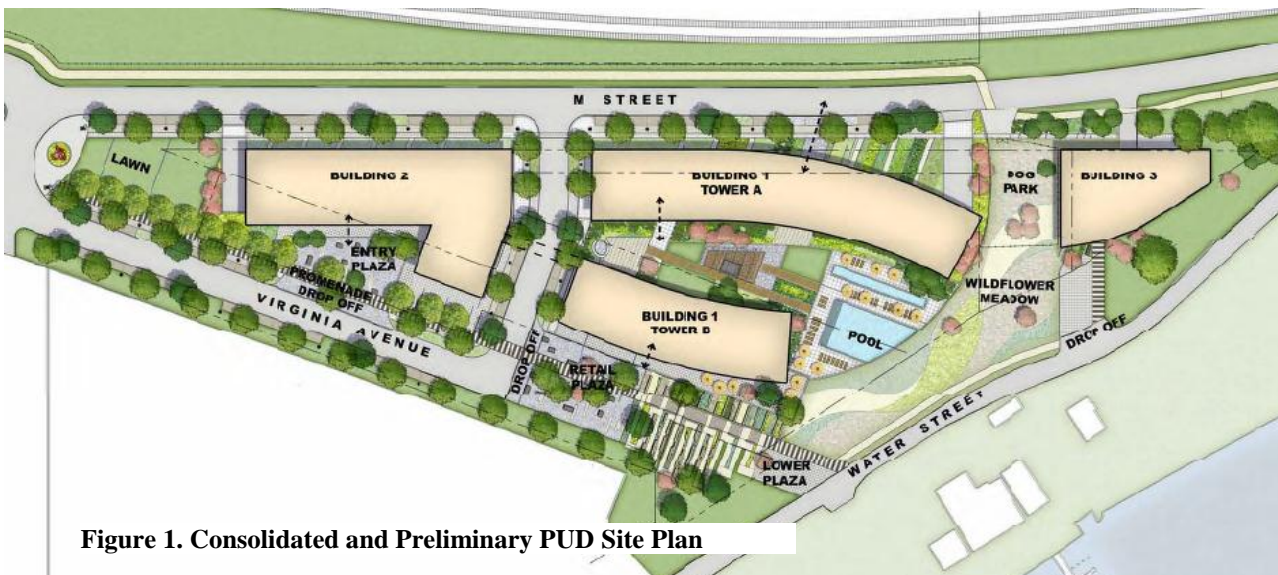 M STREET
LAWN
BUILDING 2
BUILDING 1
TOWER A
DOG
PARK
BUILDING 3
ENTRY
PLAZA
PROMENADE
DROP OFF
VIRGINIA AVENUE
BUILDING 1
TOWER B
POOL
WILDFLOWER
MEADOW
DROP OFF
DROP OFF
RETAIL
PLAZA
WATER STREET
LOWER
PLAZA
Figure 1. Consolidated and Preliminary PUD Site Plan